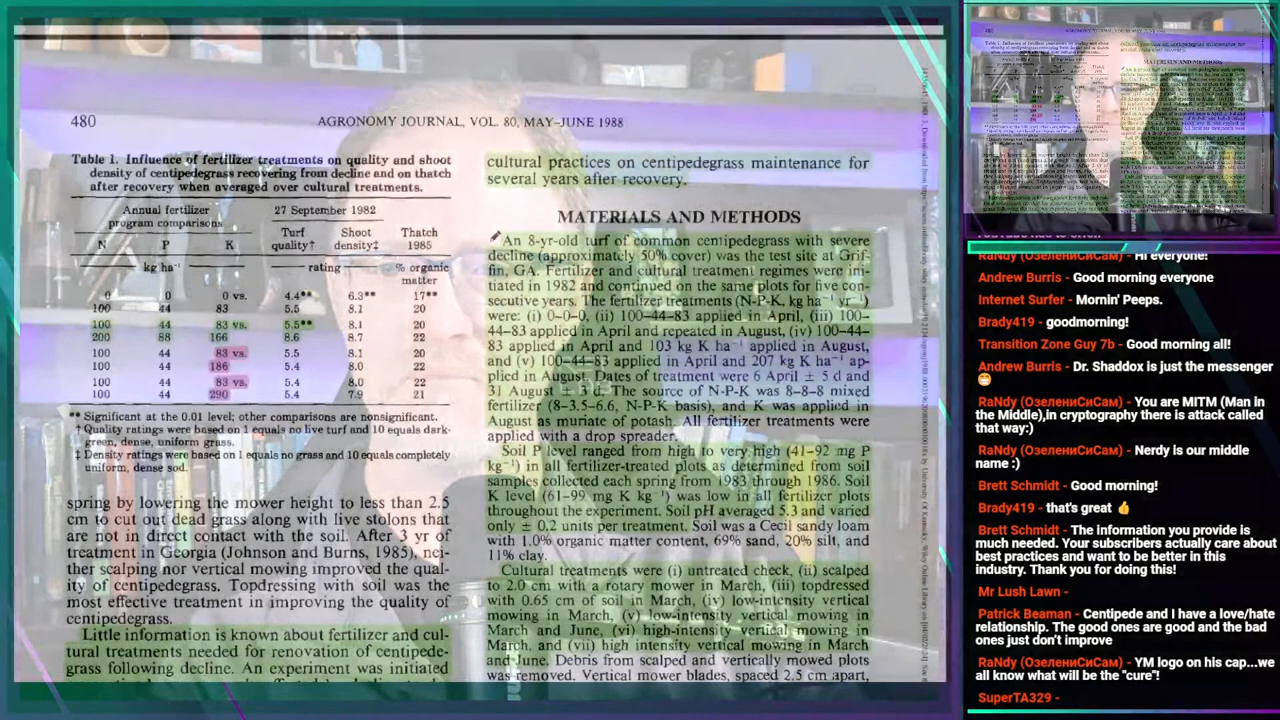 480 AGRONOMY JOURNAL, VOL. 80, MAY–JUNE 1988
Table 1. Influence of fertilizer treatments on quality and shoot
density of centipedegrass recovering from decline and on thatch
after recovery when averaged over cultural treatments.
Annual fertilizer program comparisons 27 September 1982
N P K Turf quality† Shoot density‡ Thatch 1985
kg ha⁻¹ rating % organic matter
0 0 0 vs. 4.4** 6.3** 17**
100 44 83 5.5 8.1 20
100 44 83 vs. 5.5** 8.1 20
200 88 166 8.6 8.7 22
100 44 83 vs. 5.5 8.1 20
100 44 186 5.4 8.0 22
100 44 83 vs. 5.4 8.0 22
100 44 290 5.4 7.9 21
** Significant at the 0.01 level; other comparisons are nonsignificant.
† Quality ratings were based on 1 equals no live turf and 10 equals dark-
green, dense, uniform grass.
‡ Density ratings were based on 1 equals no grass and 10 equals completely
uniform, dense sod.
spring by lowering the mower height to less than 2.5
cm to cut out dead grass along with live stolons that
are not in direct contact with the soil. After 3 yr of
treatment in Georgia (Johnson and Burns, 1985), nei-
ther scalping nor vertical mowing improved the qual-
ity of centipedegrass. Topdressing with soil was the
most effective treatment in improving the quality of
centipedegrass.
Little information is known about fertilizer and cul-
tural treatments needed for renovation of centipede-
grass following decline. An experiment was initiated
cultural practices on centipedegrass maintenance for
several years after recovery.
MATERIALS AND METHODS
An 8-yr-old turf of common centipedegrass with severe
decline (approximately 50% cover) was the test site at Grif-
fin, GA. Fertilizer and cultural treatment regimes were ini-
tiated in 1982 and continued on the same plots for five con-
secutive years. The fertilizer treatments (N-P-K, kg ha⁻¹ yr⁻¹)
were: (i) 0–0–0, (ii) 100–44–83 applied in April, (iii) 100–
44–83 applied in April and repeated in August, (iv) 100–44–
83 applied in April and 103 kg K ha⁻¹ applied in August,
and (v) 100–44–83 applied in April and 207 kg K ha⁻¹ ap-
plied in August. Dates of treatment were 6 April ± 5 d and
31 August ± 3 d. The source of N-P-K was 8–8–8 mixed
fertilizer (8–3.5–6.6, N-P-K basis), and K was applied in
August as muriate of potash. All fertilizer treatments were
applied with a drop spreader.
Soil P level ranged from high to very high (41–92 mg P
kg⁻¹) in all fertilizer-treated plots as determined from soil
samples collected each spring from 1983 through 1986. Soil
K level (61–99 mg K kg⁻¹) was low in all fertilizer plots
throughout the experiment. Soil pH averaged 5.3 and varied
only ± 0.2 units per treatment. Soil was a Cecil sandy loam
with 1.0% organic matter content, 69% sand, 20% silt, and
11% clay.
Cultural treatments were (i) untreated check, (ii) scalped
to 2.0 cm with a rotary mower in March, (iii) topdressed
with 0.65 cm of soil in March, (iv) low-intensity vertical
mowing in March, (v) low-intensity vertical mowing in
March and June, (vi) high-intensity vertical mowing in
March, and (vii) high intensity vertical mowing in March
and June. Debris from scalped and vertically mowed plots
was removed. Vertical mower blades, spaced 2.5 cm apart,
RaNdy (ОзелениСиСам) - Hi everyone!
Andrew Burris - Good morning everyone
Internet Surfer - Mornin' Peeps.
Brady419 - goodmorning!
Transition Zone Guy 7b - Good morning all!
Andrew Burris - Dr. Shaddox is just the messenger
😁
RaNdy (ОзелениСиСам) - You are MITM (Man in
the Middle),in cryptography there is attack called
that way:)
RaNdy (ОзелениСиСам) - Nerdy is our middle
name :)
Brett Schmidt - Good morning!
Brady419 - that's great 👍
Brett Schmidt - The information you provide is
much needed. Your subscribers actually care about
best practices and want to be better in this
industry. Thank you for doing this!
Mr Lush Lawn -
Patrick Beaman - Centipede and I have a love/hate
relationship. The good ones are good and the bad
ones just don't improve
RaNdy (ОзелениСиСам) - YM logo on his cap...we
all know what will be the "cure"!
SuperTA329 -